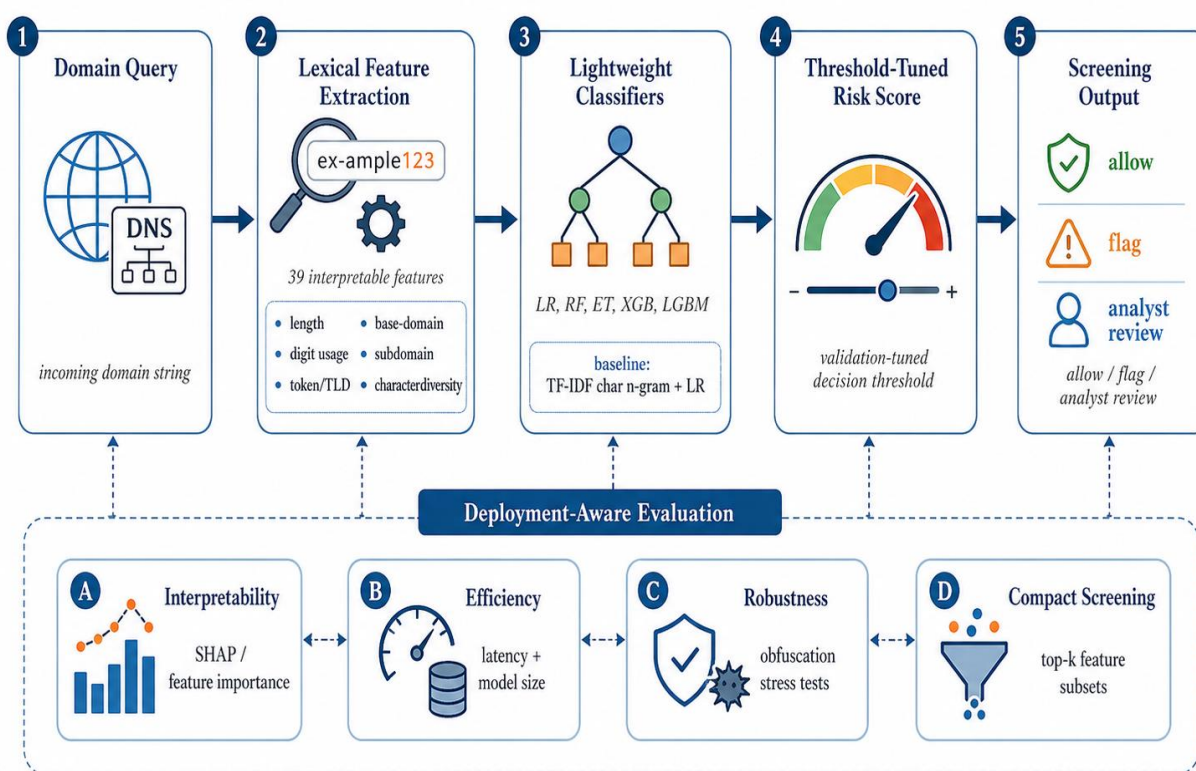 1
Domain Query
DNS
incoming domain string
2
Lexical Feature
Extraction
ex-ample123
39 interpretable features
• length
• digit usage
• token/TLD
• base-domain
• subdomain
• characterdiversity
3
Lightweight
Classifiers
LR, RF, ET, XGB, LGBM
baseline:
TF-IDF char n-gram + LR
4
Threshold-Tuned
Risk Score
− +
validation-tuned
decision threshold
5
Screening
Output
allow
flag
analyst
review
allow / flag /
analyst review
Deployment-Aware Evaluation
A
Interpretability
SHAP /
feature importance
B
Efficiency
latency +
model size
C
Robustness
obfuscation
stress tests
D
Compact Screening
top-k feature
subsets